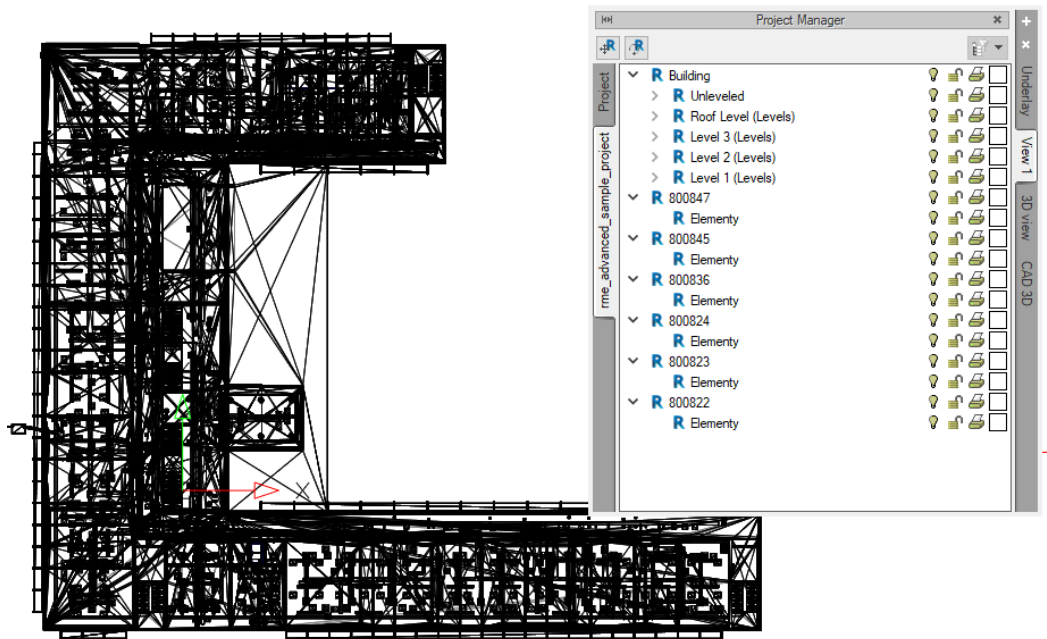 Project Manager
Project
rme_advanced_sample_project
R Building
R Unleveled
R Roof Level (Levels)
R Level 3 (Levels)
R Level 2 (Levels)
R Level 1 (Levels)
R 800847
R Elementy
R 800845
R Elementy
R 800836
R Elementy
R 800824
R Elementy
R 800823
R Elementy
R 800822
R Elementy
Underlay
View 1
3D view
CAD 3D
X